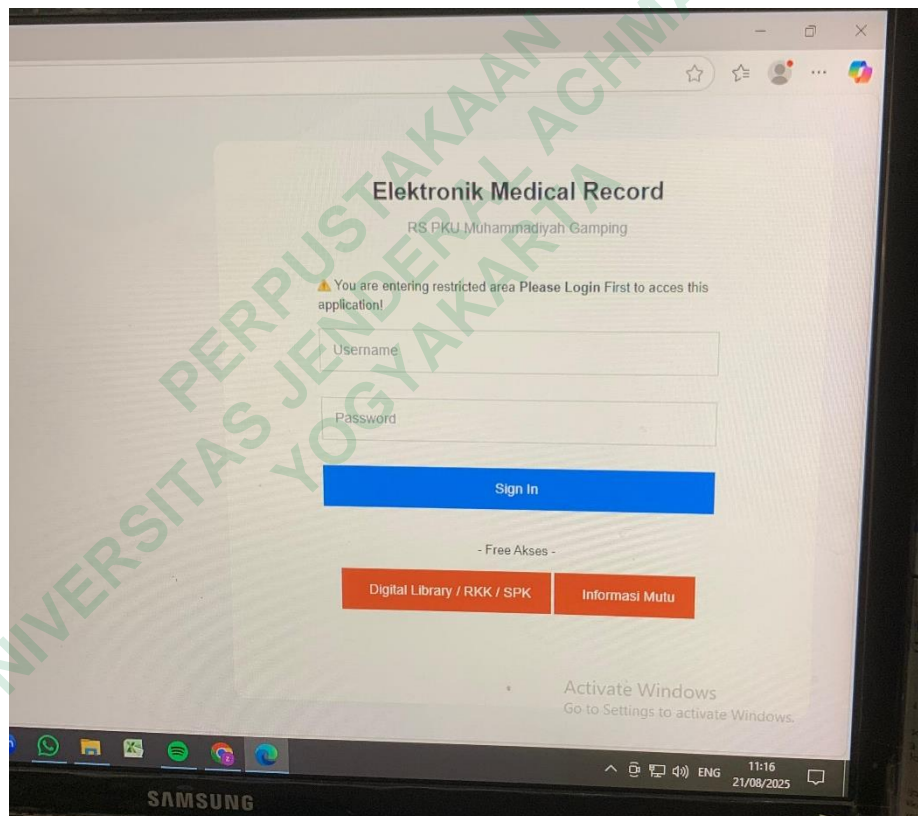 Elektronik Medical Record
RS PKU Muhammadiyah Gamping
⚠ You are entering restricted area Please Login First to acces this
application!
Username
Password
Sign In
- Free Akses -
Digital Library / RKK / SPK
Informasi Mutu
Activate Windows
Go to Settings to activate Windows.
ENG
11:16
21/08/2025
SAMSUNG
PERPUSTAKAAN
JENDERAL
YOGYAKARTA